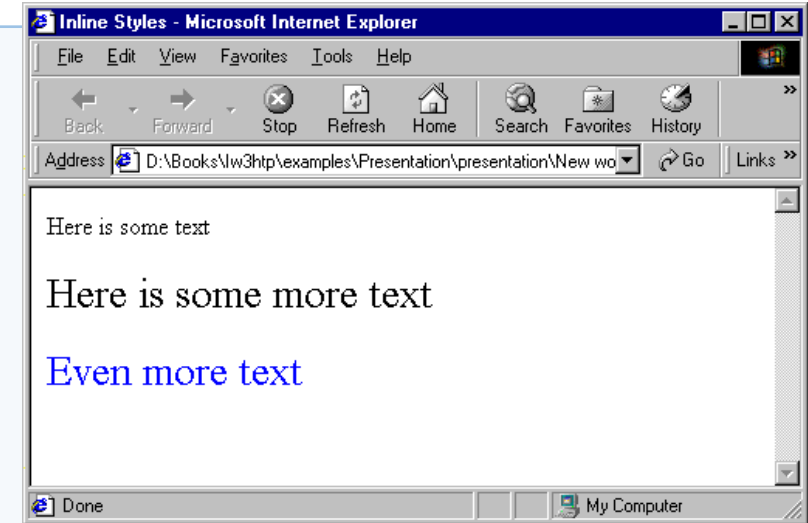 Inline Styles - Microsoft Internet Explorer
File Edit View Favorites Tools Help
Back Forward Stop Refresh Home Search Favorites History »
Address D:\Books\Iw3htp\examples\Presentation\presentation\New wo Go Links »
Here is some text
Here is some more text
Even more text
Done My Computer